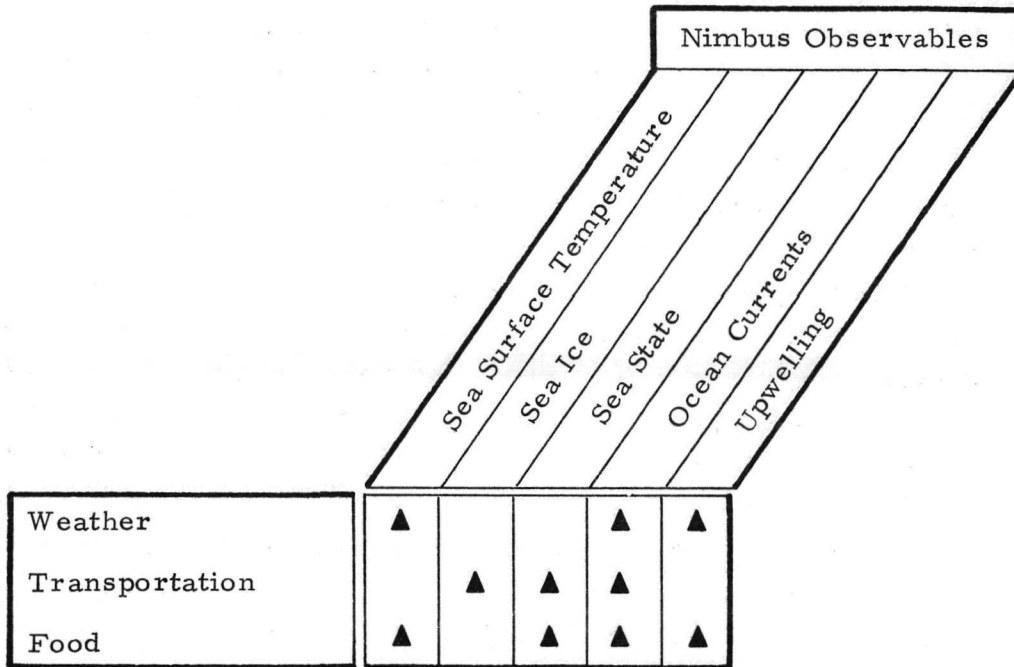 Nimbus Observables
Sea Surface Temperature
Sea Ice
Sea State
Ocean Currents
Upwelling
Weather
Transportation
Food